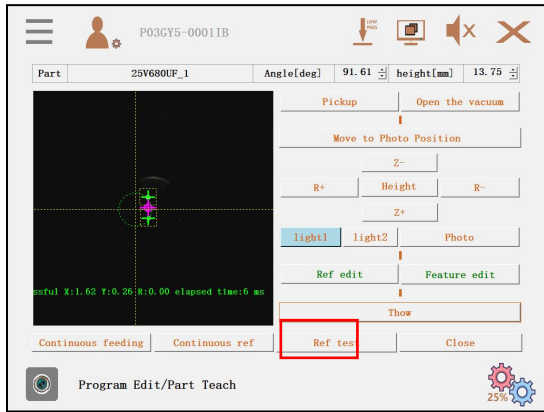 P03GY5-0001IB
LOW
PRES
Part 25V680UF_1 Angle[deg] 91.61 height[mm] 13.75
Pickup Open the vacuum
Move to Photo Position
Z-
R+ Height R-
Z+
light1 light2 Photo
Ref edit Feature edit
ssful X:1.62 Y:0.26 R:0.00 elapsed time:6 ms
Thow
Continuous feeding Continuous ref Ref test Close
Program Edit/Part Teach
25%